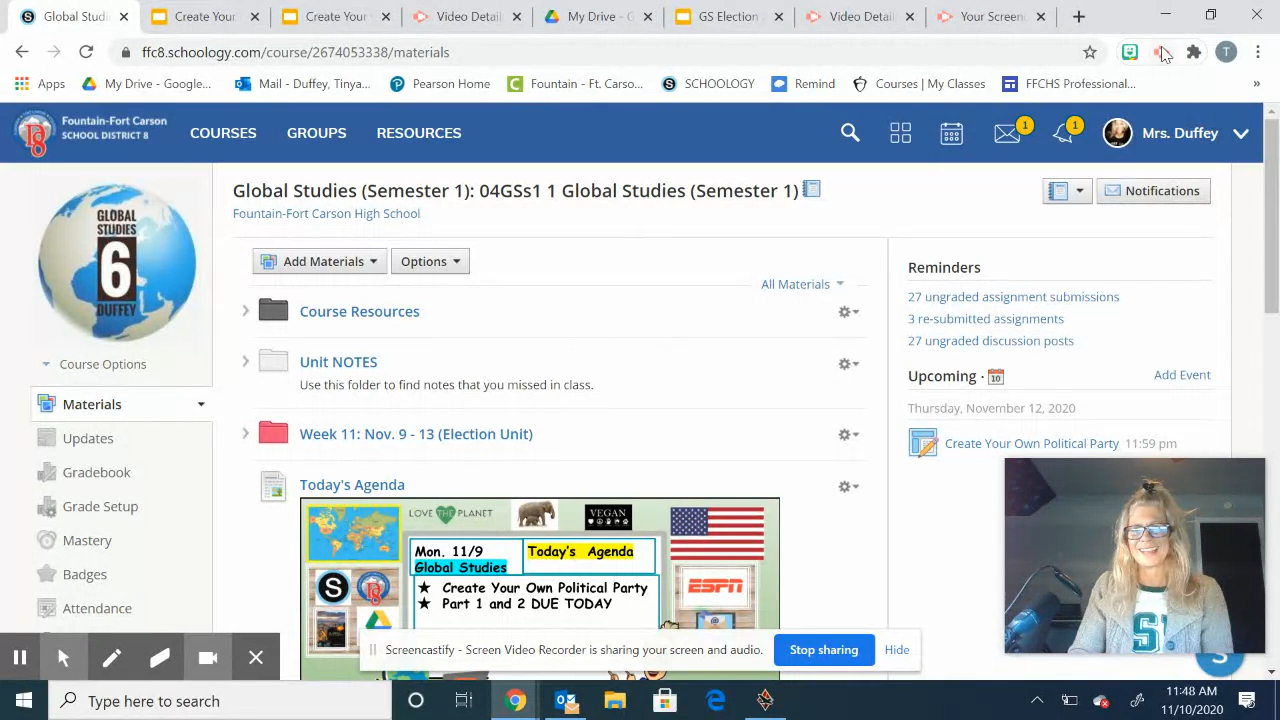 Global Studi
Create Your
Create Your
Video Detai
My Drive - G
GS Election
Video Detai
Your Screen
ffc8.schoology.com/course/2674053338/materials
T
Apps
My Drive - Google...
Mail - Duffey, Tinya...
Pearson Home
Fountain - Ft. Carso...
SCHOOLOGY
Remind
Courses | My Classes
FFCHS Professional...
»
Fountain-Fort Carson
SCHOOL DISTRICT 8
COURSES
GROUPS
RESOURCES
1
1
Mrs. Duffey
GLOBAL
STUDIES
6
DUFFEY
Course Options
Materials
Updates
Gradebook
Grade Setup
Mastery
Badges
Attendance
Global Studies (Semester 1): 04GSs1 1 Global Studies (Semester 1)
Fountain-Fort Carson High School
Notifications
Add Materials
Options
All Materials
Course Resources
Unit NOTES
Use this folder to find notes that you missed in class.
Week 11: Nov. 9 - 13 (Election Unit)
Today's Agenda
LOVE THE PLANET
VEGAN
Mon. 11/9
Global Studies
Today's Agenda
★ Create Your Own Political Party
★ Part 1 and 2 DUE TODAY
S
ESPN
Reminders
27 ungraded assignment submissions
3 re-submitted assignments
27 ungraded discussion posts
Upcoming ·
10
Add Event
Thursday, November 12, 2020
Create Your Own Political Party 11:59 pm
Screencastify - Screen Video Recorder is sharing your screen and audio.
Stop sharing
Hide
Type here to search
11:48 AM
11/10/2020